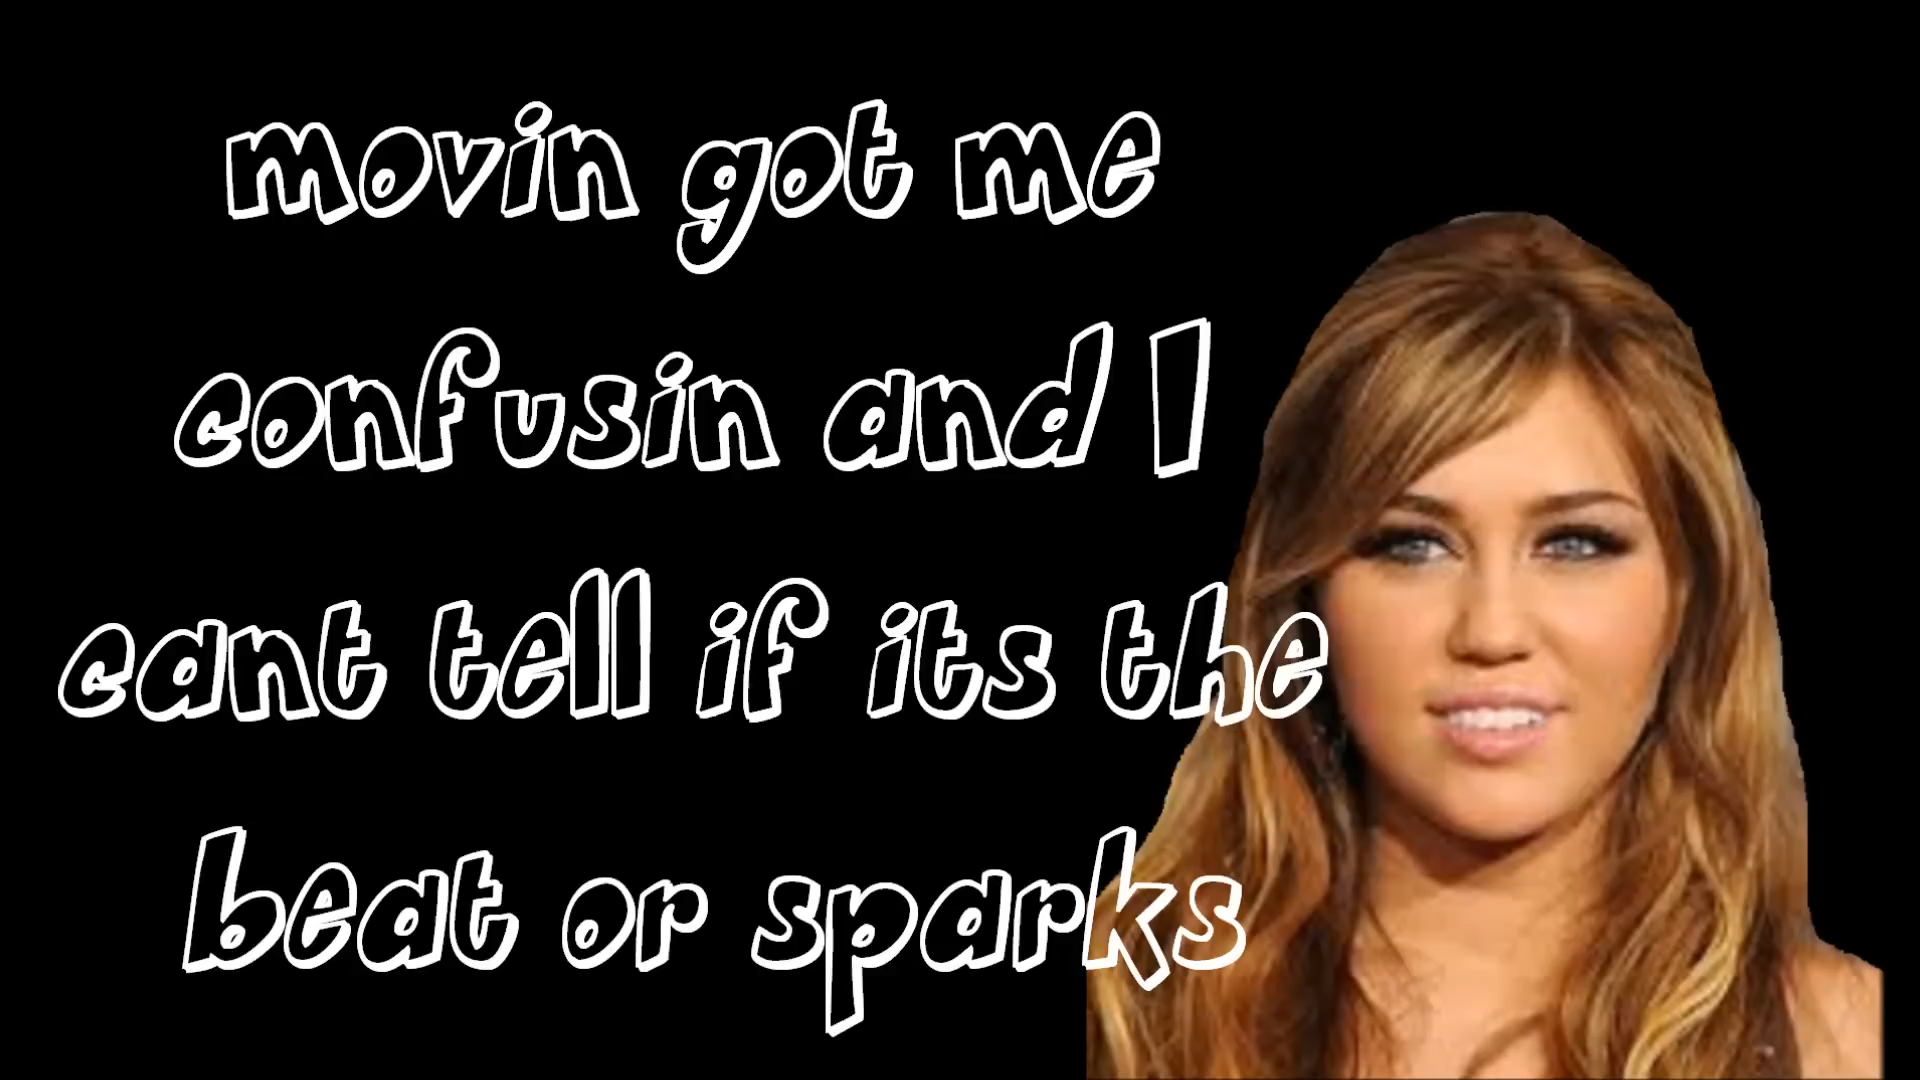 movin got me
confusin and I
cant tell if its the
beat or sparks